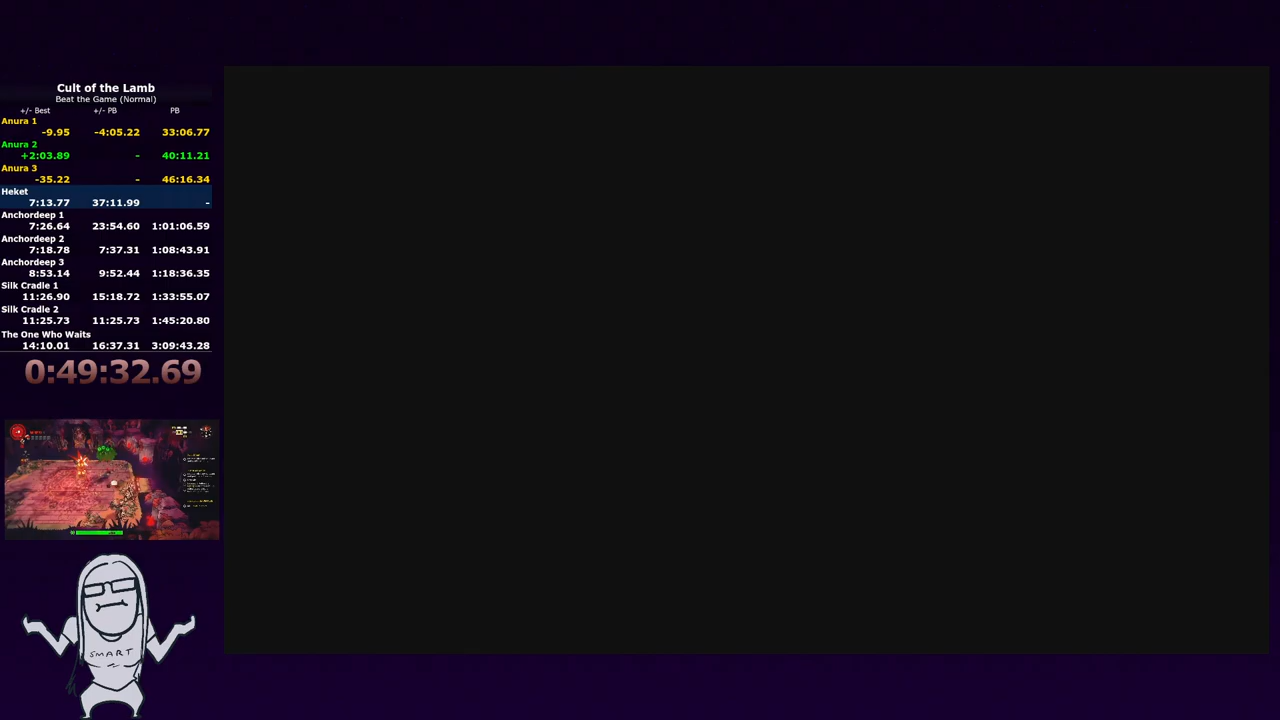 Cult of the Lamb
Beat the Game (Normal)
+/- Best +/- PB PB
Anura 1
-9.95 -4:05.22 33:06.77
Anura 2
+2:03.89 - 40:11.21
Anura 3
-35.22 - 46:16.34
Heket
7:13.77 37:11.99 -
Anchordeep 1
7:26.64 23:54.60 1:01:06.59
Anchordeep 2
7:18.78 7:37.31 1:08:43.91
Anchordeep 3
8:53.14 9:52.44 1:18:36.35
Silk Cradle 1
11:26.90 15:18.72 1:33:55.07
Silk Cradle 2
11:25.73 11:25.73 1:45:20.80
The One Who Waits
14:10.01 16:37.31 3:09:43.28
0:49:32.69
SMART